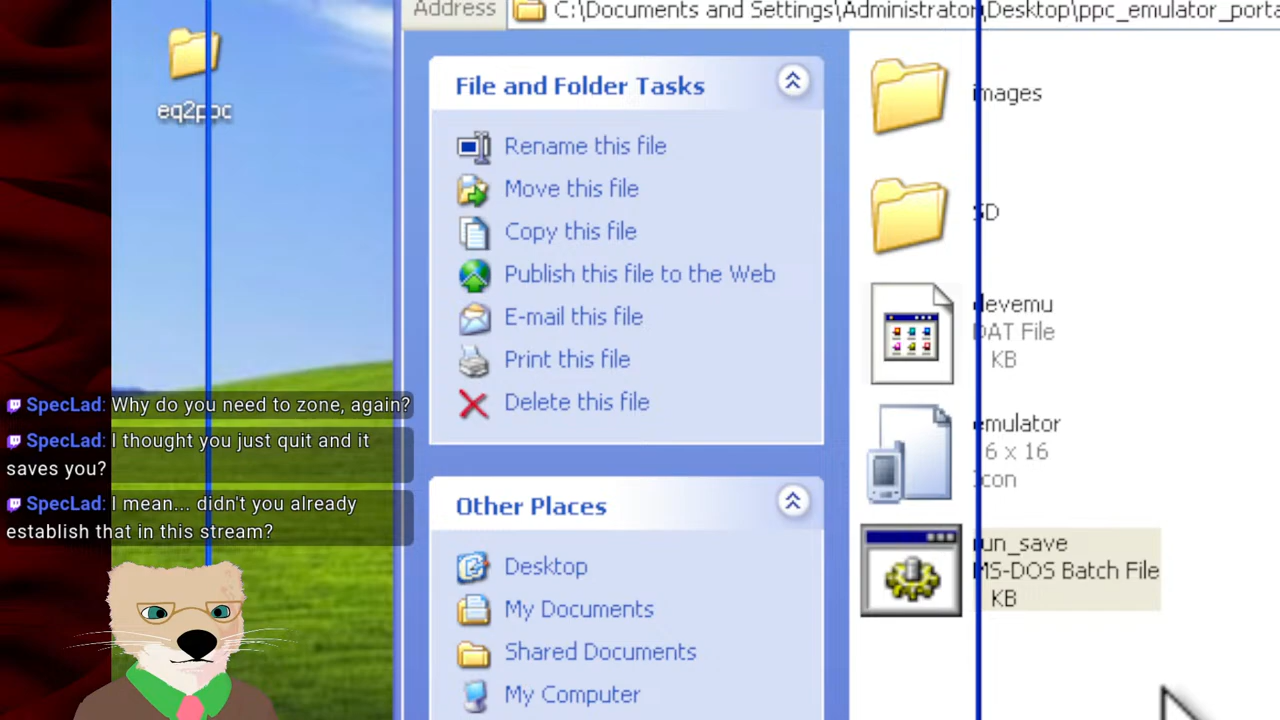 Address C:\Documents and Settings\Administrator\Desktop\ppc_emulator_porta
eq2ppc
File and Folder Tasks
Rename this file
Move this file
Copy this file
Publish this file to the Web
E-mail this file
Print this file
Delete this file
Other Places
Desktop
My Documents
Shared Documents
My Computer
images
SD
devemu
DAT File
KB
emulator
16 x 16
Icon
run_save
MS-DOS Batch File
KB
SpecLad: Why do you need to zone, again?
SpecLad: I thought you just quit and it
saves you?
SpecLad: I mean... didn't you already
establish that in this stream?